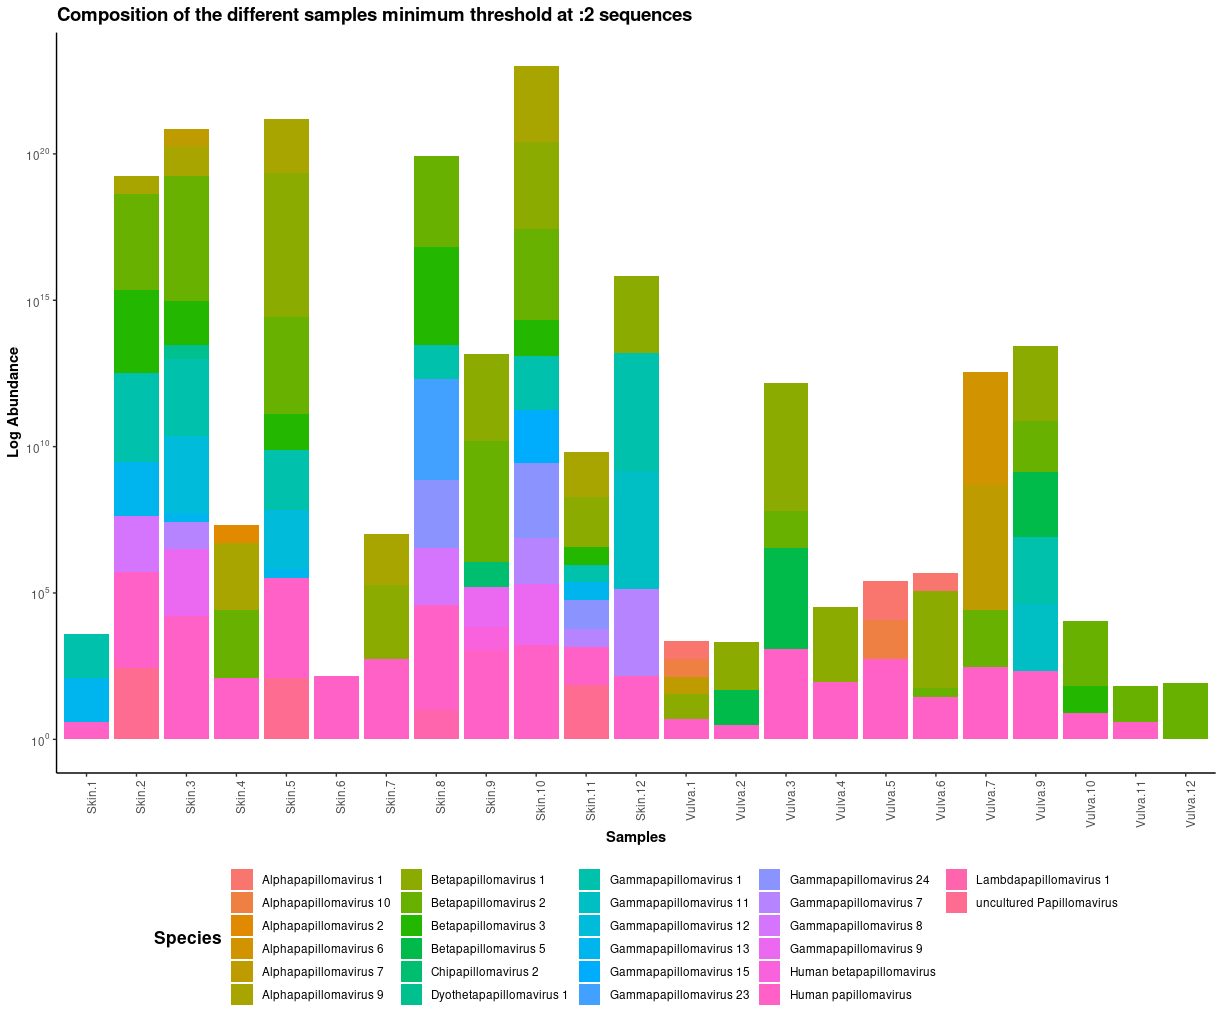 Composition of the different samples minimum threshold at :2 sequences
Log Abundance
10^20
10^15
10^10
10^5
10^0
Skin.1 Skin.2 Skin.3 Skin.4 Skin.5 Skin.6 Skin.7 Skin.8 Skin.9 Skin.10 Skin.11 Skin.12 Vulva.1 Vulva.2 Vulva.3 Vulva.4 Vulva.5 Vulva.6 Vulva.7 Vulva.9 Vulva.10 Vulva.11 Vulva.12
Samples
Species
Alphapapillomavirus 1
Alphapapillomavirus 10
Alphapapillomavirus 2
Alphapapillomavirus 6
Alphapapillomavirus 7
Alphapapillomavirus 9
Betapapillomavirus 1
Betapapillomavirus 2
Betapapillomavirus 3
Betapapillomavirus 5
Chipapillomavirus 2
Dyothetapapillomavirus 1
Gammapapillomavirus 1
Gammapapillomavirus 11
Gammapapillomavirus 12
Gammapapillomavirus 13
Gammapapillomavirus 15
Gammapapillomavirus 23
Gammapapillomavirus 24
Gammapapillomavirus 7
Gammapapillomavirus 8
Gammapapillomavirus 9
Human betapapillomavirus
Human papillomavirus
Lambdapapillomavirus 1
uncultured Papillomavirus